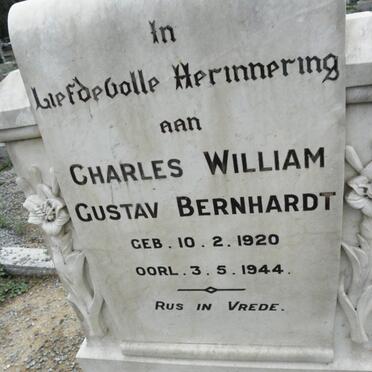 In
Liefdevolle Herinnering
aan
CHARLES WILLIAM
GUSTAV BERNHARDT
GEB. 10. 2. 1920
OORL. 3. 5. 1944.
RUS IN VREDE.